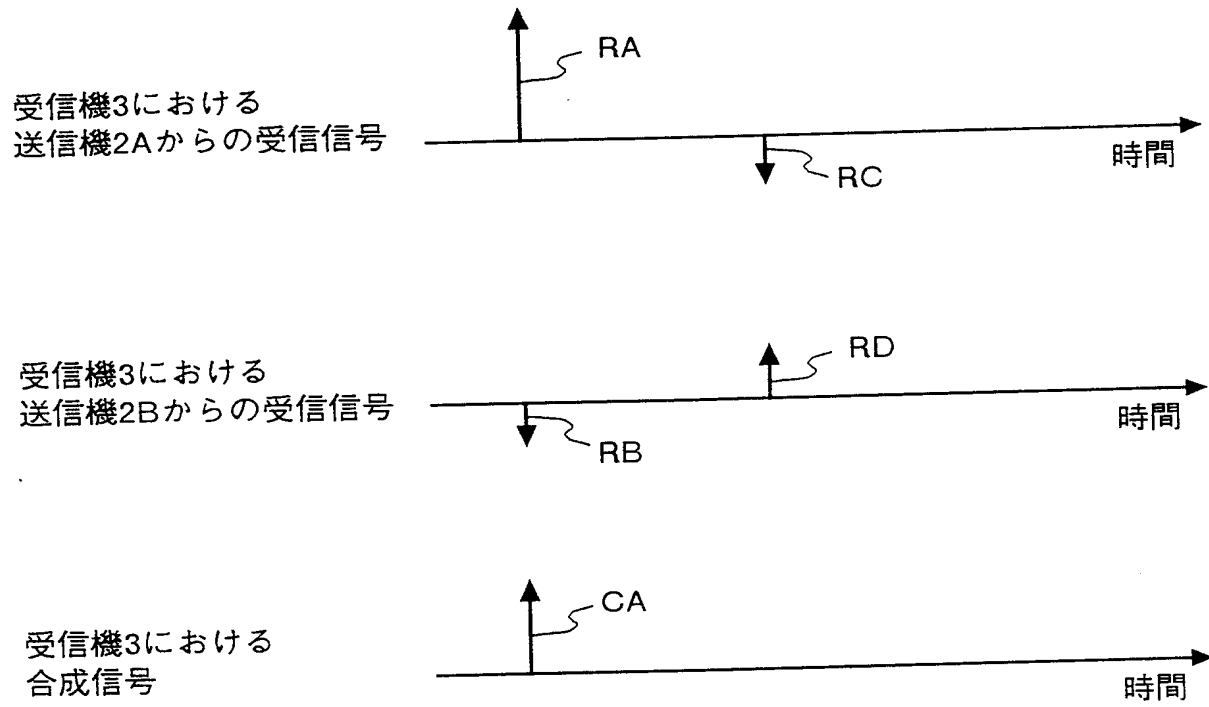 RA
受信機3における
送信機2Aからの受信信号
時間
RC
RD
受信機3における
送信機2Bからの受信信号
時間
RB
CA
受信機3における
合成信号
時間